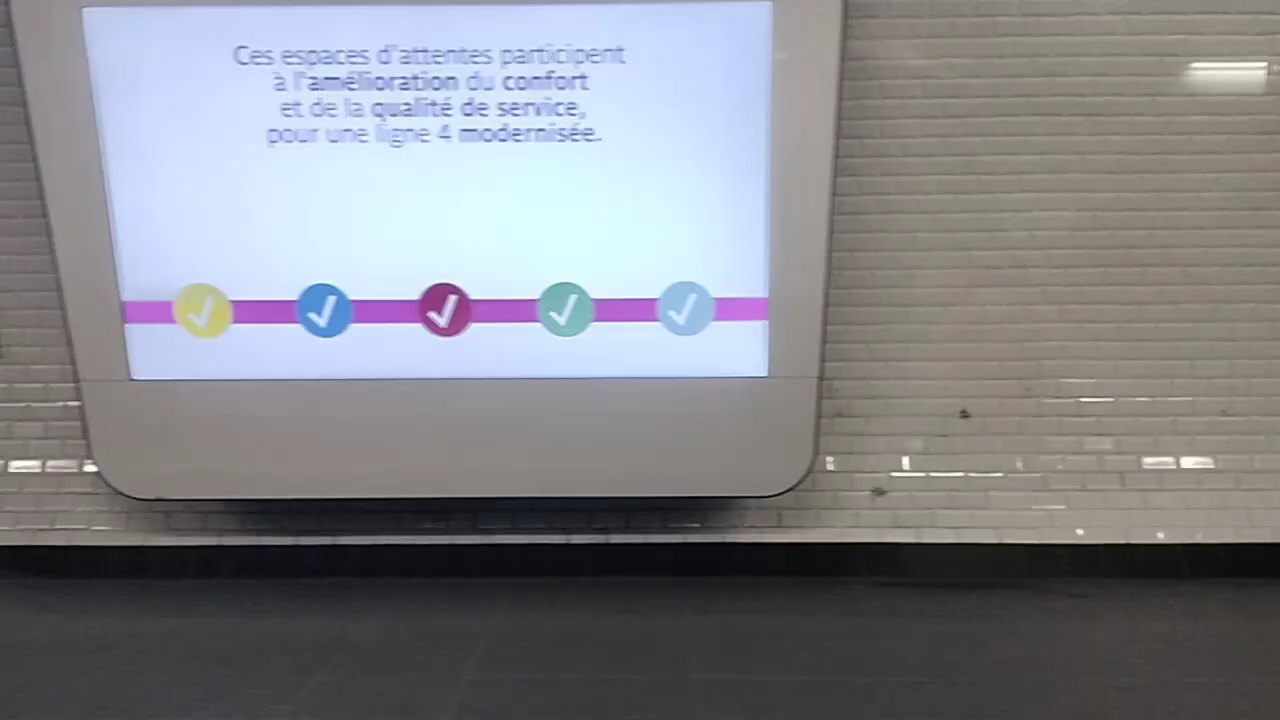 Ces espaces d'attentes participent
à l'amélioration du confort
et de la qualité de service,
pour une ligne 4 modernisée.